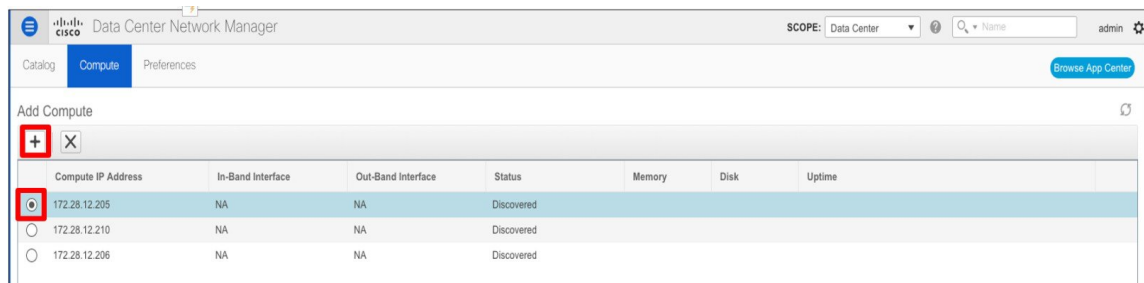 CISCO Data Center Network Manager SCOPE: Data Center Name admin
Catalog Compute Preferences Browse App Center
Add Compute
+ X
Compute IP Address In-Band Interface Out-Band Interface Status Memory Disk Uptime
172.28.12.205 NA NA Discovered
172.28.12.210 NA NA Discovered
172.28.12.206 NA NA Discovered